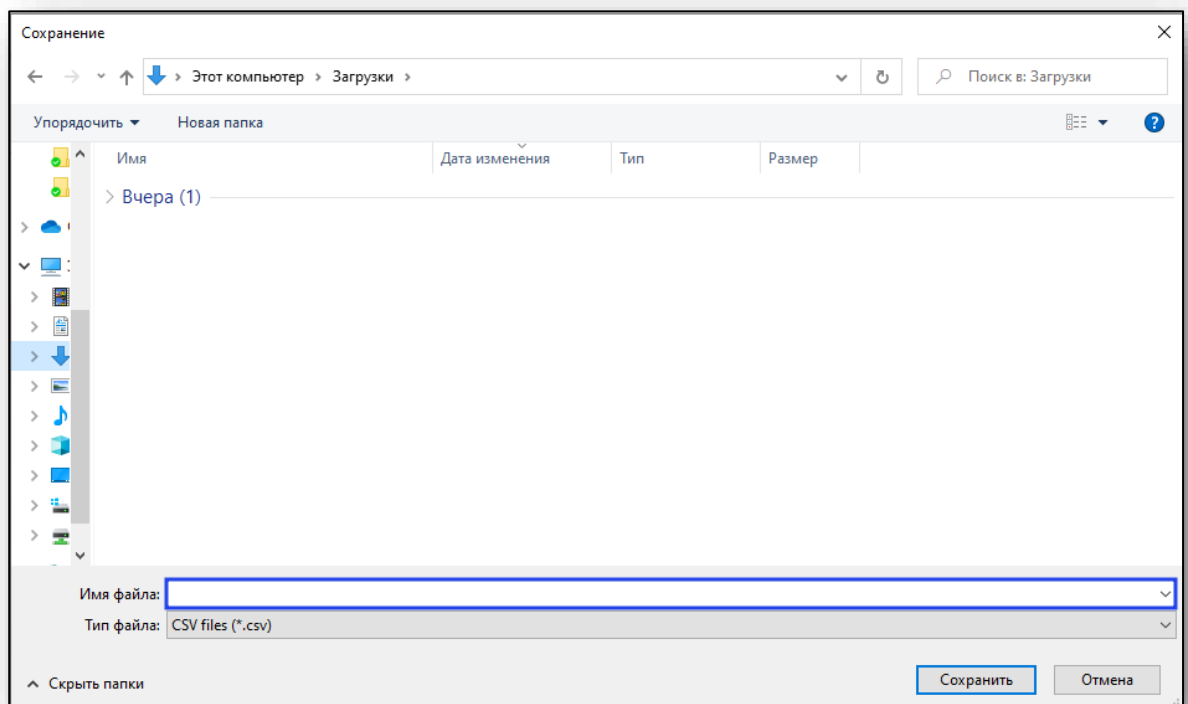 Сохранение
Этот компьютер > Загрузки >
Поиск в: Загрузки
Упорядочить Новая папка
Имя Дата изменения Тип Размер
Вчера (1)
Имя файла:
Тип файла: CSV files (*.csv)
Скрыть папки Сохранить Отмена